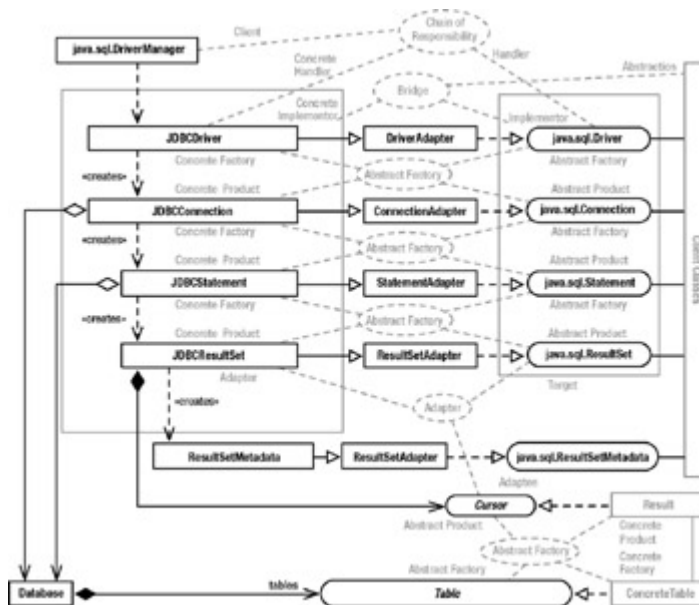 Client
Chain of
Responsibility
java.sql.DriverManager
Concrete
Handler
Handler
Abstraction
Bridge
Concrete
Implementor
Implementor
JDBCDriver
DriverAdapter
java.sql.Driver
Concrete Factory
Abstract Factory
«creates»
Abstract Factory
Concrete Product
Abstract Product
JDBCConnection
ConnectionAdapter
java.sql.Connection
Concrete Factory
Abstract Factory
«creates»
Abstract Factory
Concrete Product
Abstract Product
JDBCStatement
StatementAdapter
java.sql.Statement
Concrete Factory
Abstract Factory
«creates»
Abstract Factory
Concrete Product
Abstract Product
JDBCResultSet
ResultSetAdapter
java.sql.ResultSet
Adapter
Target
«creates»
Adapter
ResultSetMetadata
ResultSetAdapter
java.sql.ResultSetMetadata
Adaptee
Cursor
Result
Abstract Product
Concrete
Product
Abstract Factory
Concrete
Factory
Abstract Factory
Database
tables
Table
ConcreteTable